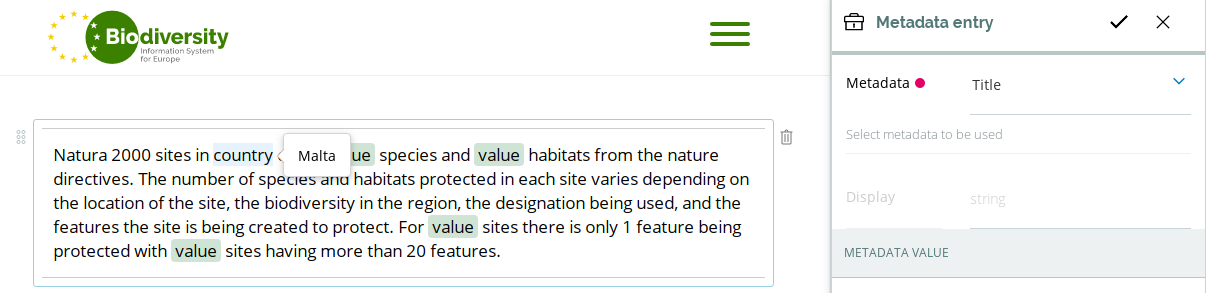 Biodiversity
Information System
for Europe
Metadata entry
Metadata
Title
Select metadata to be used
Display
string
METADATA VALUE
Malta
Natura 2000 sites in country ue species and value habitats from the nature
directives. The number of species and habitats protected in each site varies depending on
the location of the site, the biodiversity in the region, the designation being used, and the
features the site is being created to protect. For value sites there is only 1 feature being
protected with value sites having more than 20 features.